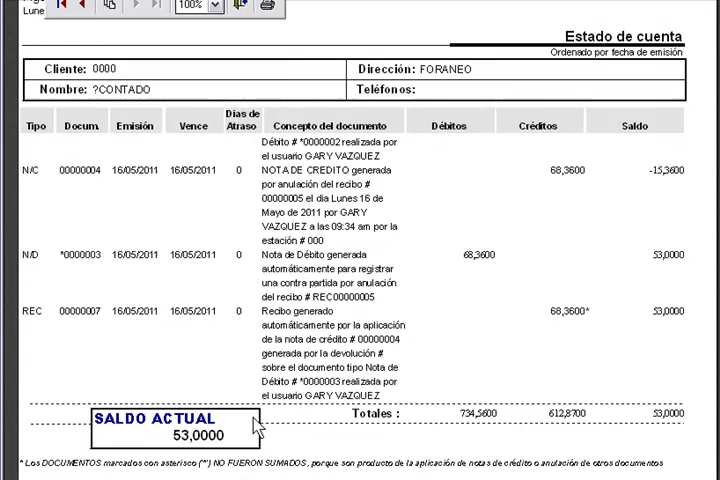 Lune
100%
Estado de cuenta
Ordenado por fecha de emisión
Cliente: 0000 Dirección: FORANEO
Nombre: ?CONTADO Teléfonos:
Tipo Docum. Emisión Vence Días de Atraso Concepto del documento Débitos Créditos Saldo
Débito # *0000002 realizada por
el usuario GARY VAZQUEZ
N/C 00000004 16/05/2011 16/05/2011 0 NOTA DE CREDITO generada 68,3600 -15,3600
por anulación del recibo #
00000005 el dia Lunes 16 de
Mayo de 2011 por GARY
VAZQUEZ a las 09:34 am por la
estación # 000
N/D *0000003 16/05/2011 16/05/2011 0 Nota de Débito generada 68,3600 53,0000
automáticamente para registrar
una contra partida por anulación
del recibo # REC00000005
REC 00000007 16/05/2011 16/05/2011 0 Recibo generado 68,3600* 53,0000
automáticamente por la aplicación
de la nota de crédito # 00000004
generada por la devolución #
sobre el documento tipo Nota de
Débito # *0000003 realizada por
el usuario GARY VAZQUEZ
Totales : 734,5600 612,8700 53,0000
SALDO ACTUAL
53,0000
* Los DOCUMENTOS marcados con asterisco ('*') NO FUERON SUMADOS, porque son producto de la aplicación de notas de crédito o anulación de otros documentos